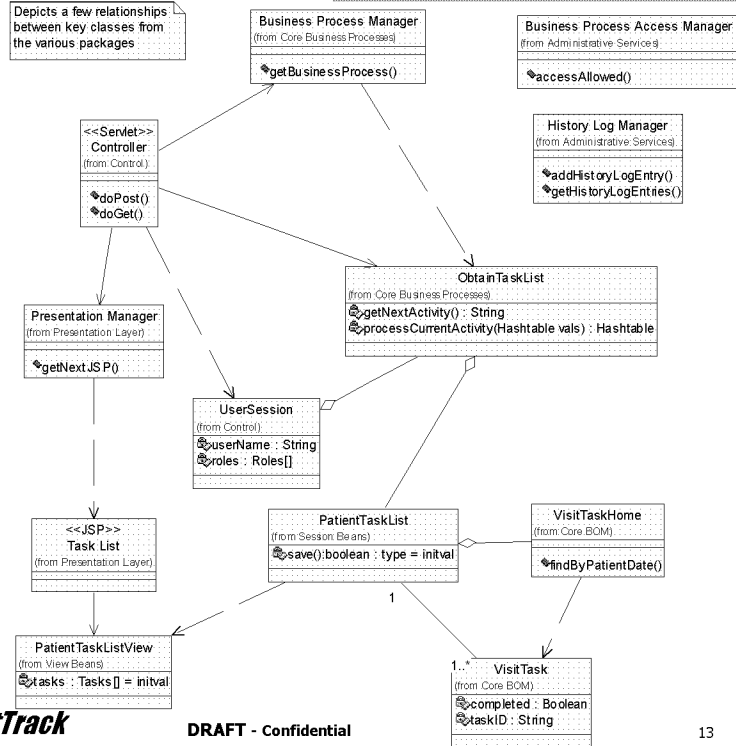 Depicts a few relationships
between key classes from
the various packages
Business Process Manager
(from Core Business Processes)
getBusinessProcess()
Business Process Access Manager
(from Administrative Services)
accessAllowed()
History Log Manager
(from Administrative Services)
addHistoryLogEntry()
getHistoryLogEntries()
<<Servlet>>
Controller
(from Control)
doPost()
doGet()
ObtainTaskList
(from Core Business Processes)
getNextActivity() : String
processCurrentActivity(Hashtable vals) : Hashtable
Presentation Manager
(from Presentation Layer)
getNextJSP()
UserSession
(from Control)
userName : String
roles : Roles[]
<<JSP>>
Task List
(from Presentation Layer)
PatientTaskList
(from Session Beans)
save():boolean : type = initval
VisitTaskHome
(from Core BOM)
findByPatientDate()
1
1..*
PatientTaskListView
(from View Beans)
tasks : Tasks[] = initval
VisitTask
(from Core BOM)
completed : Boolean
taskID : String
tTrack
DRAFT - Confidential
13